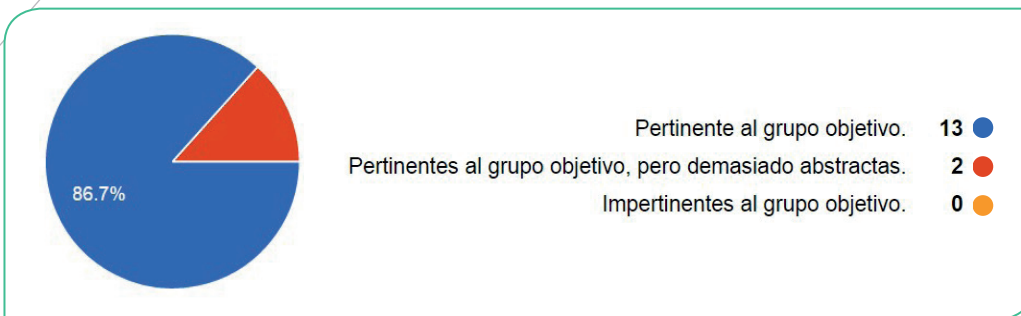 86.7%
Pertinente al grupo objetivo. 13
Pertinentes al grupo objetivo, pero demasiado abstractas. 2
Impertinentes al grupo objetivo. 0